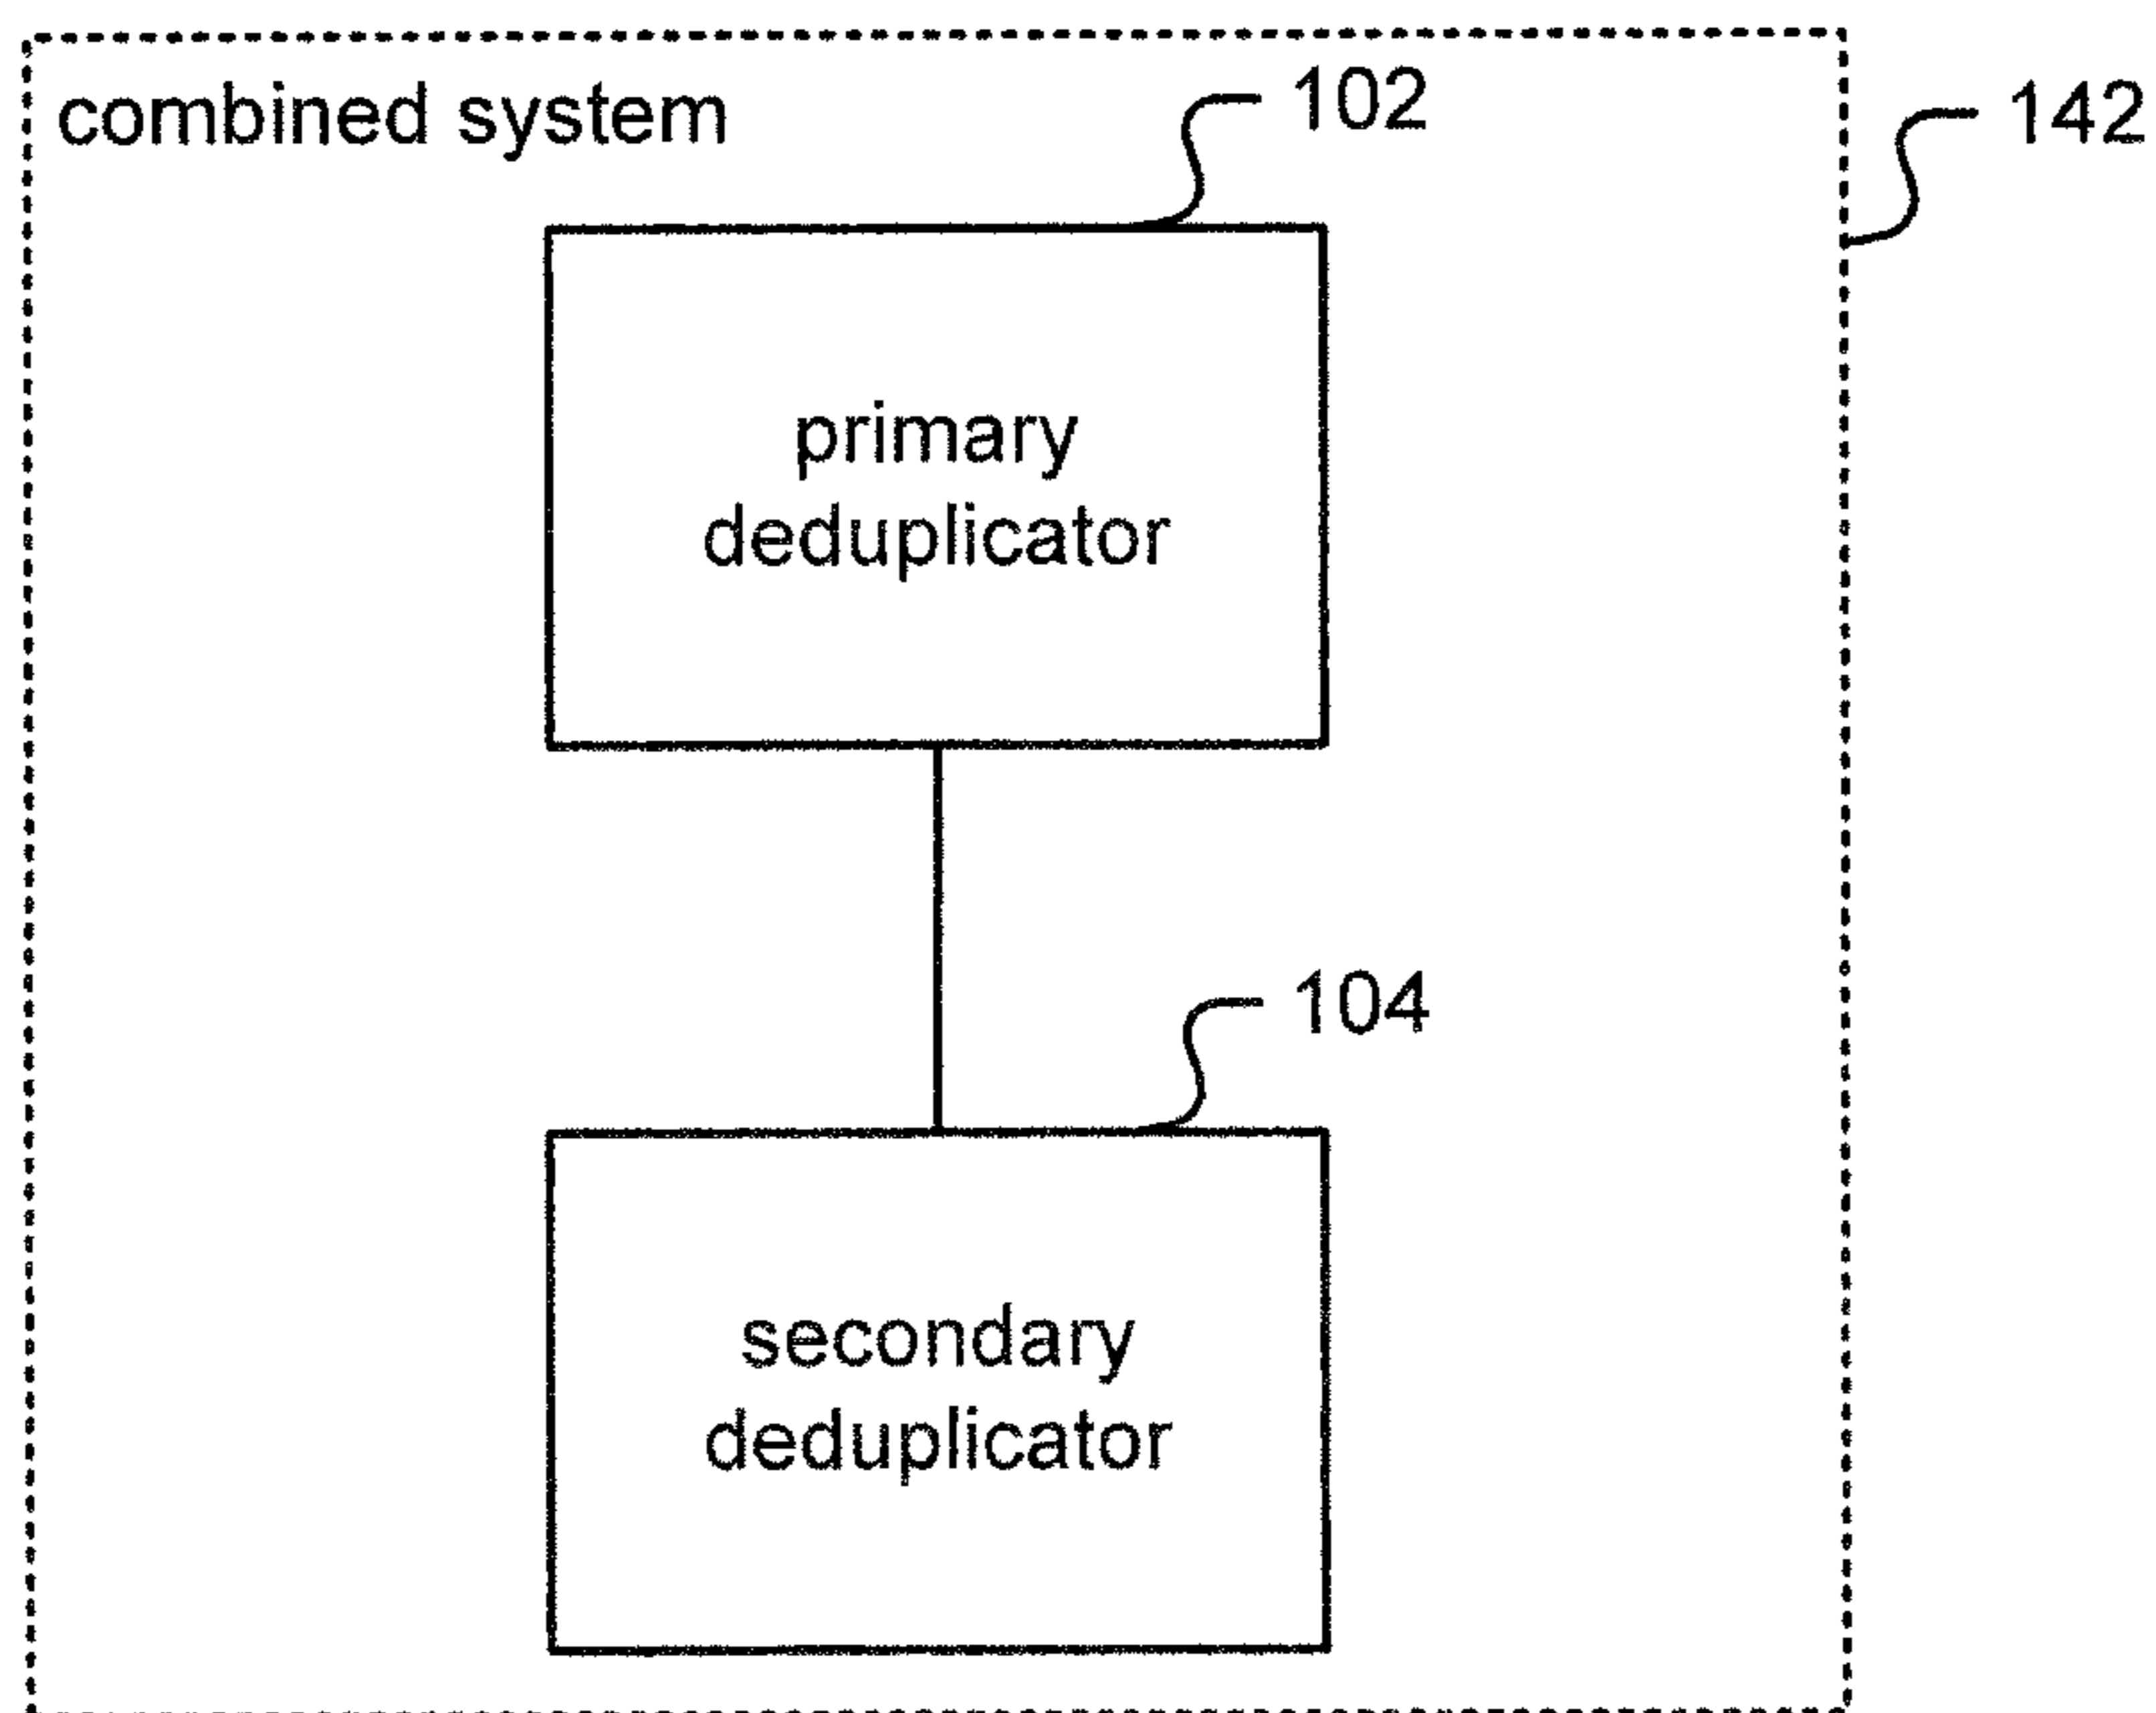 combined system
102
142
primary
deduplicator
104
secondary
deduplicator